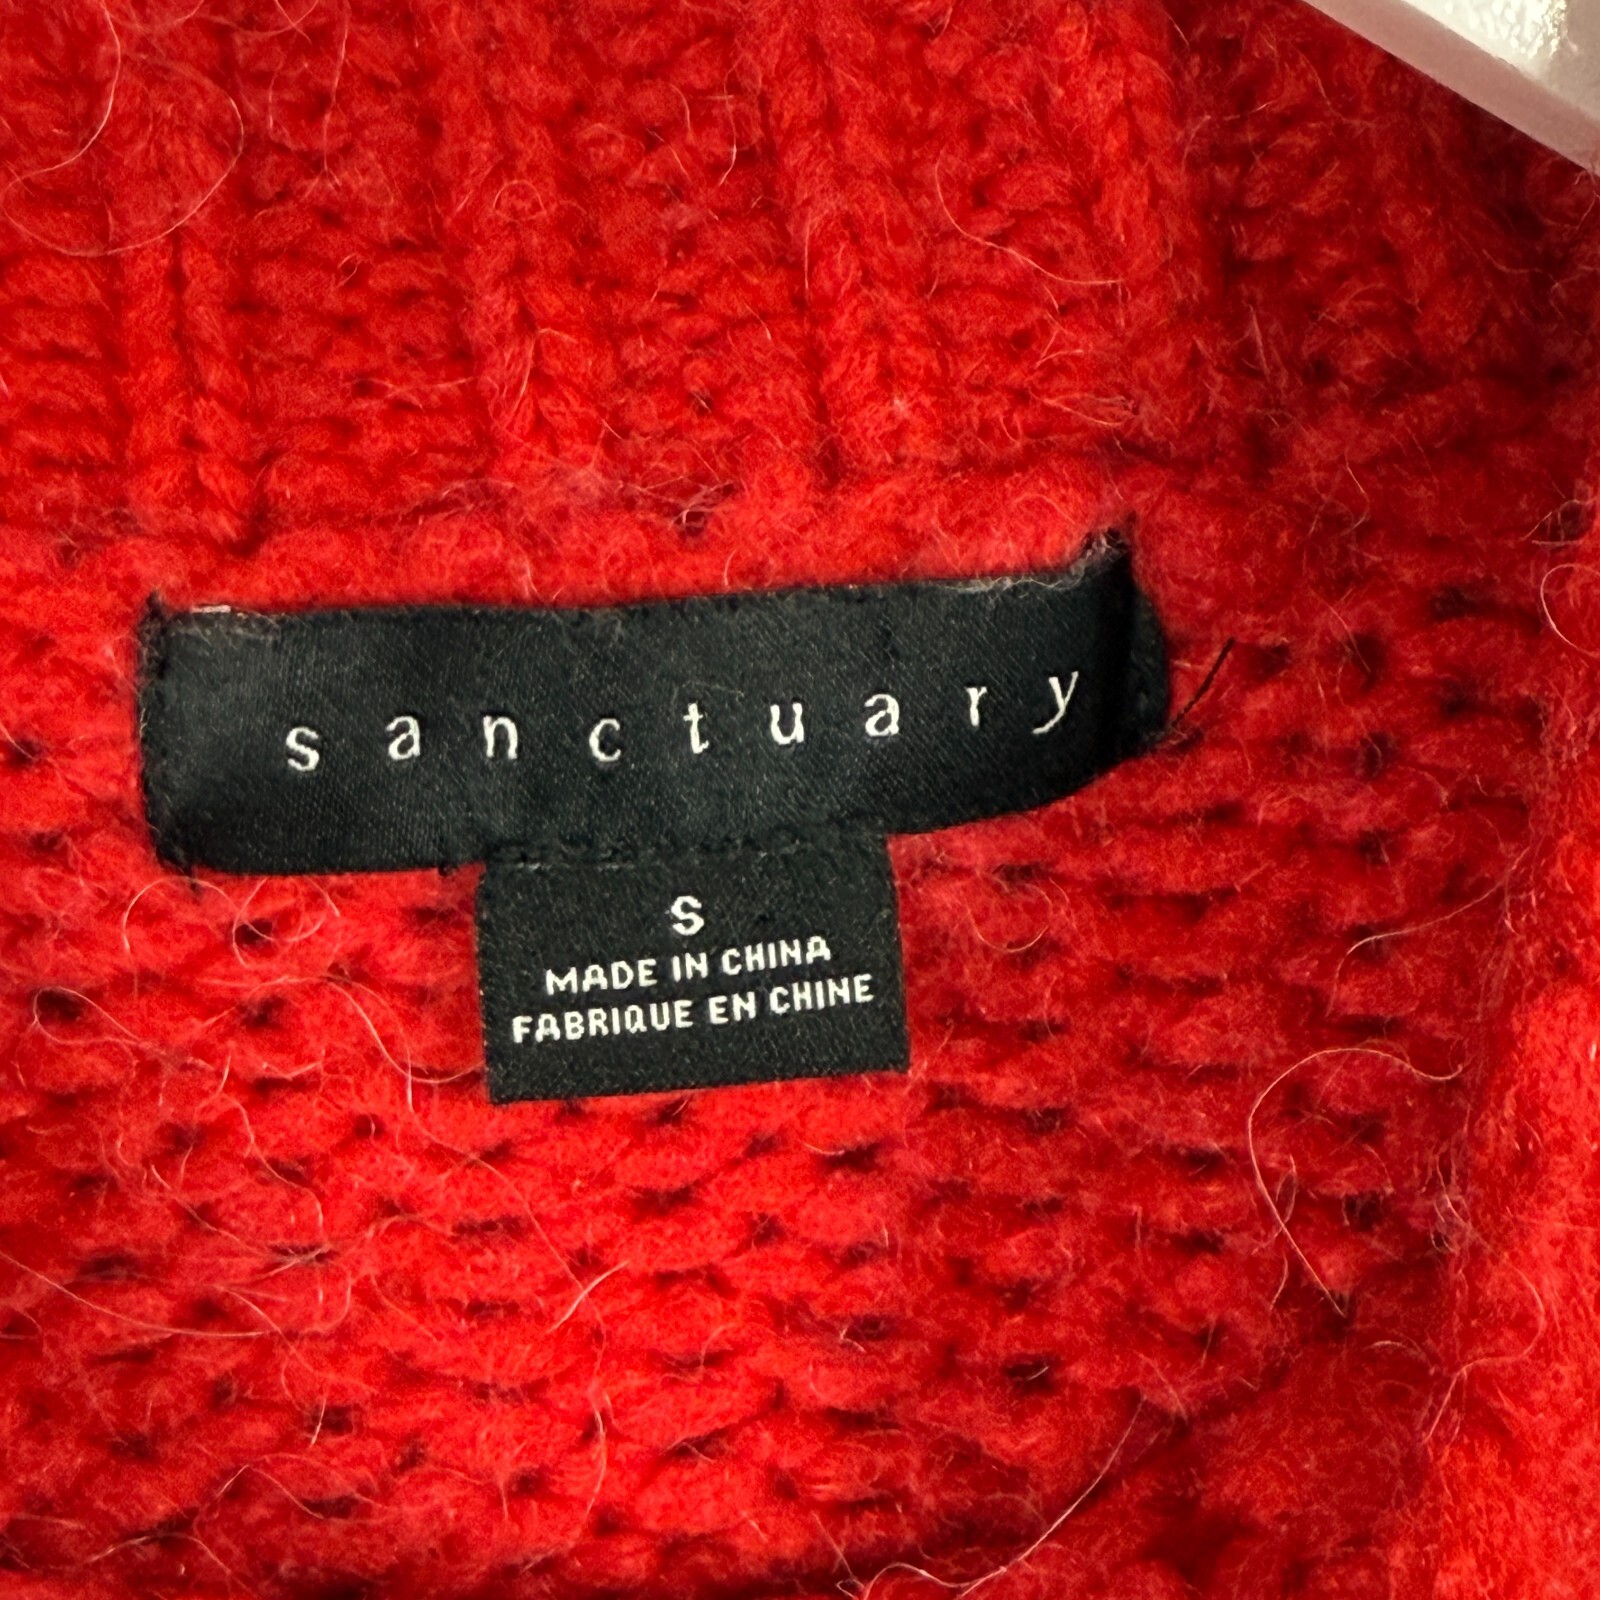 sanctuary
S
MADE IN CHINA
FABRIQUE EN CHINE